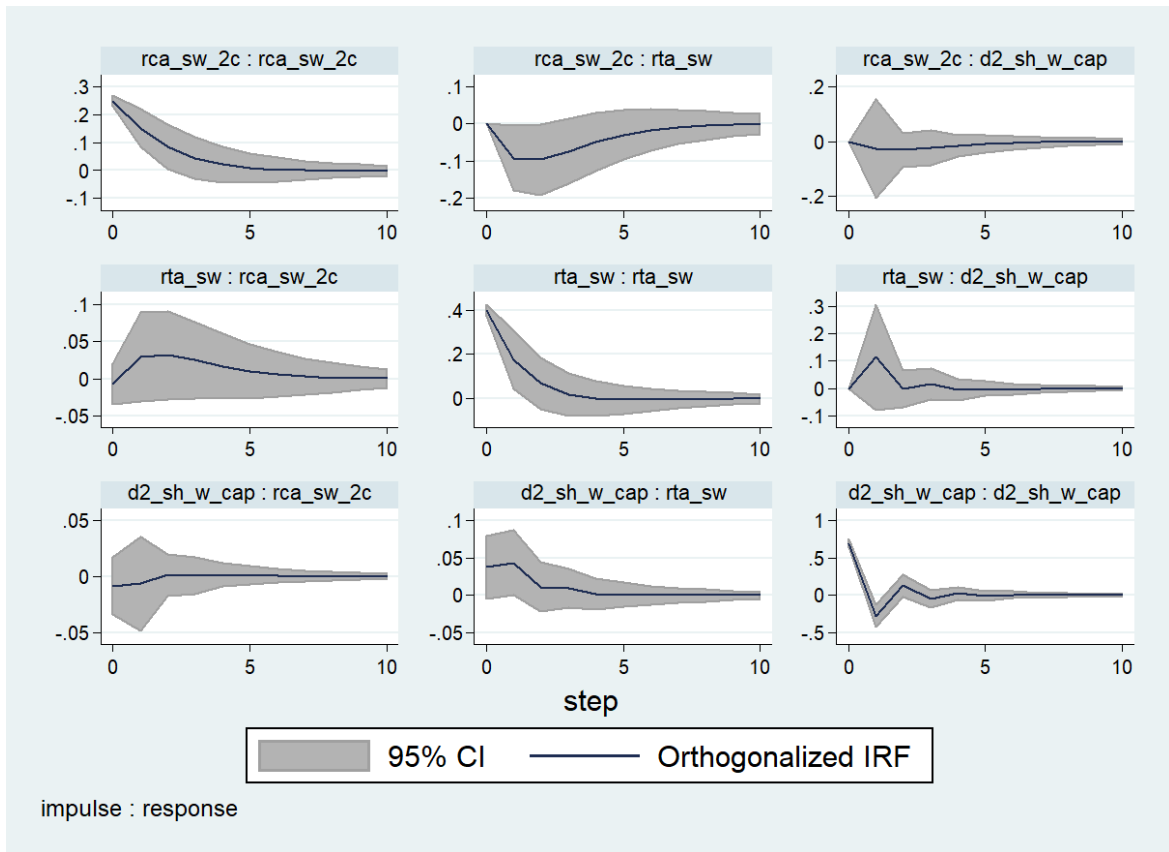 rca_sw_2c : rca_sw_2c
.3
.2
.1
0
-.1
0 5 10
rca_sw_2c : rta_sw
.1
0
-.1
-.2
0 5 10
rca_sw_2c : d2_sh_w_cap
.2
0
-.2
0 5 10
rta_sw : rca_sw_2c
.1
.05
0
-.05
0 5 10
rta_sw : rta_sw
.4
.2
0
0 5 10
rta_sw : d2_sh_w_cap
.3
.2
.1
0
-.1
0 5 10
d2_sh_w_cap : rca_sw_2c
.05
0
-.05
0 5 10
d2_sh_w_cap : rta_sw
.1
.05
0
-.05
0 5 10
d2_sh_w_cap : d2_sh_w_cap
1
.5
0
-.5
0 5 10
step
95% CI Orthogonalized IRF
impulse : response